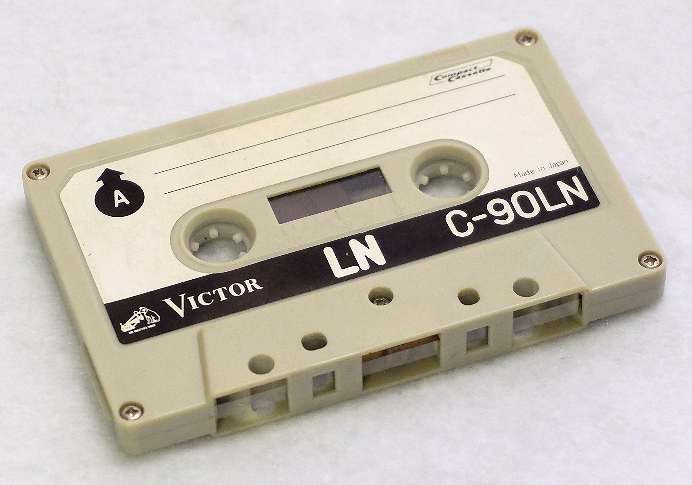 Compact
Cassette
A
Made in Japan
C-90LN
LN
VICTOR